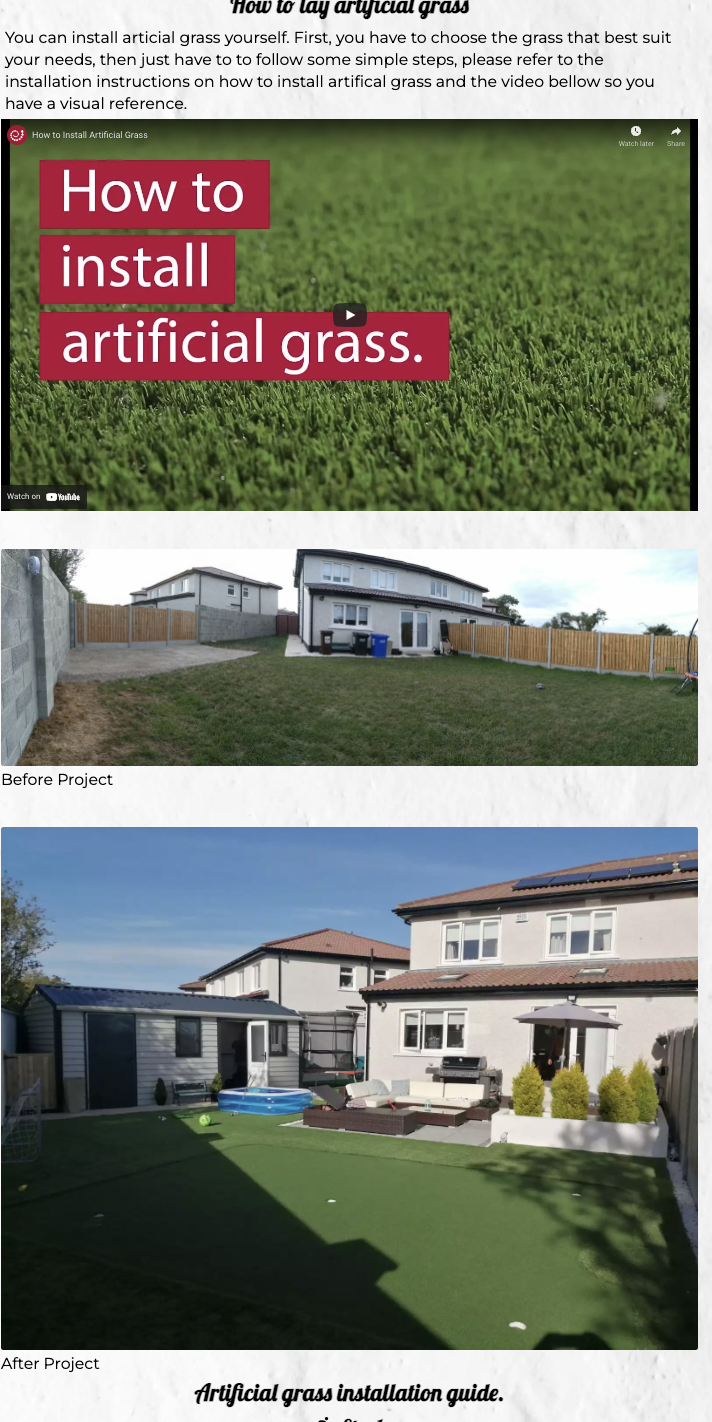 How to lay artificial grass
You can install articial grass yourself. First, you have to choose the grass that best suit
your needs, then just have to to follow some simple steps, please refer to the
installation instructions on how to install artifical grass and the video bellow so you
have a visual reference.
How to Install Artificial Grass
Watch later
Share
How to
install
artificial grass.
Watch on YouTube
Before Project
After Project
Artificial grass installation guide.